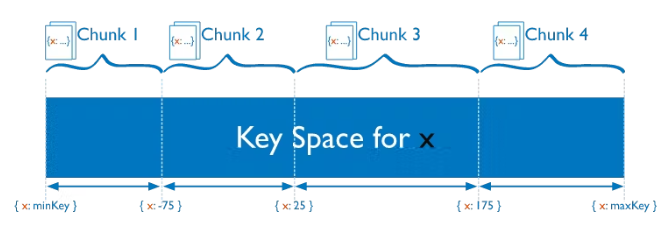 {x: ...} Chunk 1 {x: ...} Chunk 2 {x: ...} Chunk 3 {x: ...} Chunk 4
Key Space for x
{ x: minKey } { x: -75 } { x: 25 } { x: 175 } { x: maxKey }